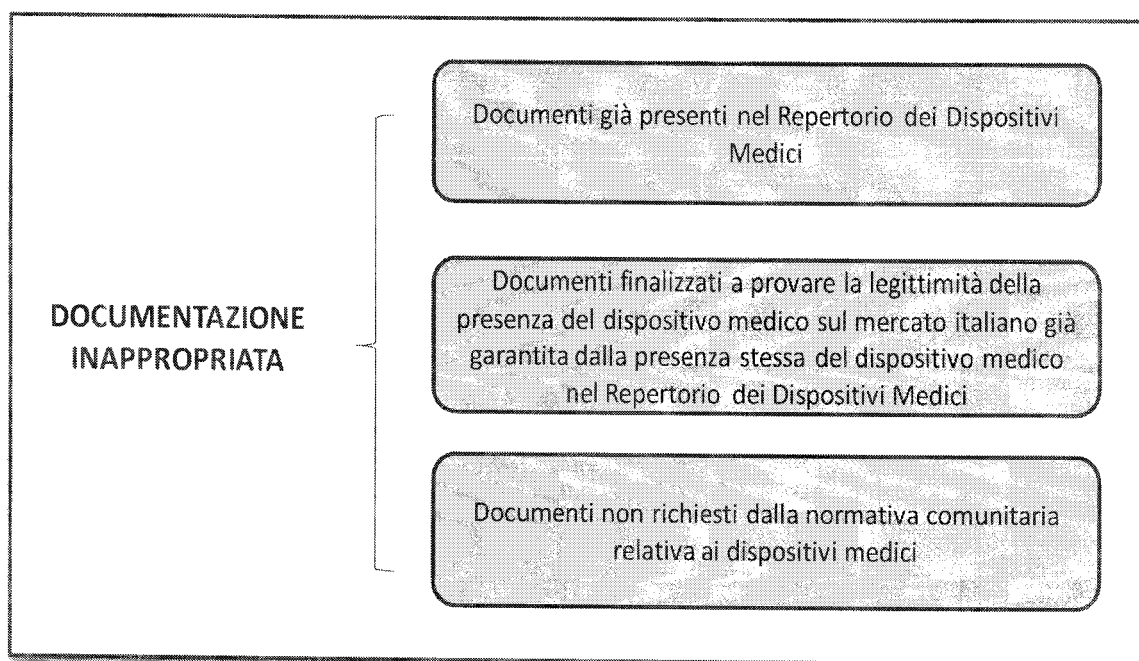 DOCUMENTAZIONE
INAPPROPRIATA
Documenti già presenti nel Repertorio dei Dispositivi
Medici
Documenti finalizzati a provare la legittimità della
presenza del dispositivo medico sul mercato italiano già
garantita dalla presenza stessa del dispositivo medico
nel Repertorio dei Dispositivi Medici
Documenti non richiesti dalla normativa comunitaria
relativa ai dispositivi medici